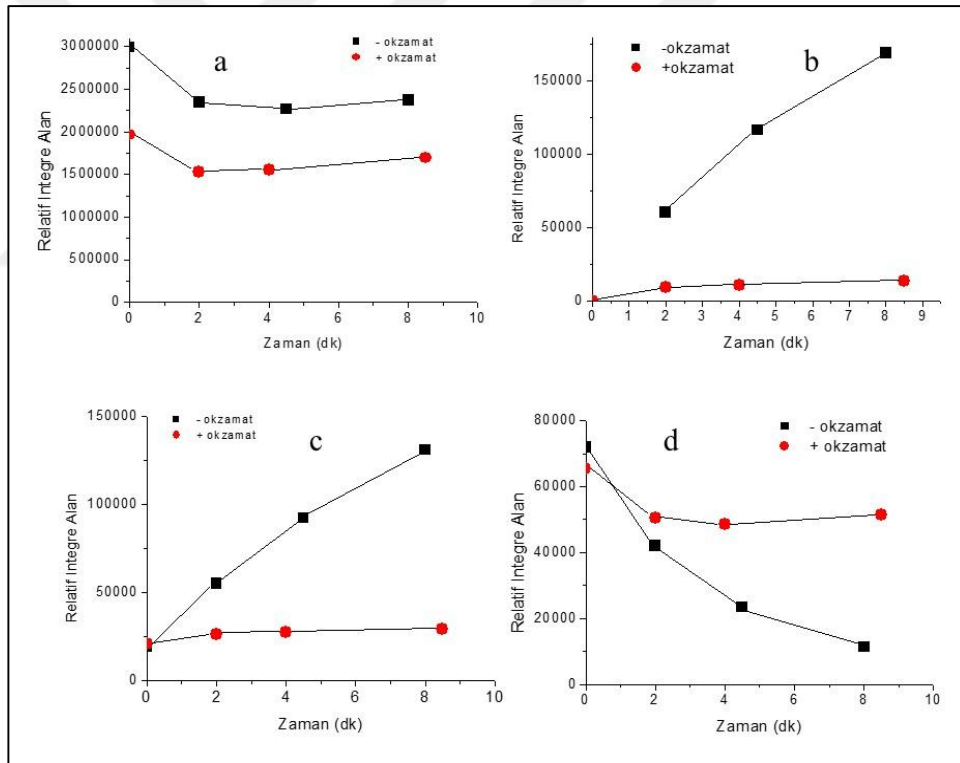 a
- okzamat
+ okzamat
3000000
2500000
2000000
1500000
1000000
500000
0
Relatif Integre Alan
0 2 4 6 8 10
Zaman (dk)
b
-okzamat
+okzamat
150000
100000
50000
0
Relatif Integre Alan
0 1 2 3 4 5 6 7 8 9
Zaman (dk)
c
- okzamat
+ okzamat
150000
100000
50000
0
Relatif Integre Alan
0 2 4 6 8 10
Zaman (dk)
d
- okzamat
+ okzamat
80000
60000
40000
20000
0
Relatif Integre Alan
0 2 4 6 8 10
Zaman (dk)